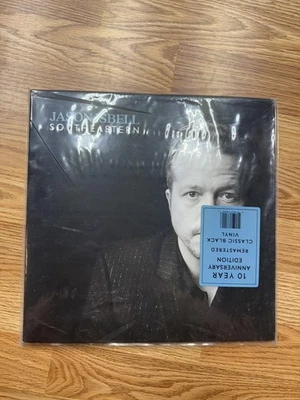 JASON ISBELL
SOUTHEASTERN
10 YEAR
ANNIVERSARY
EDITION
REMASTERED
CLASSIC BLACK
VINYL